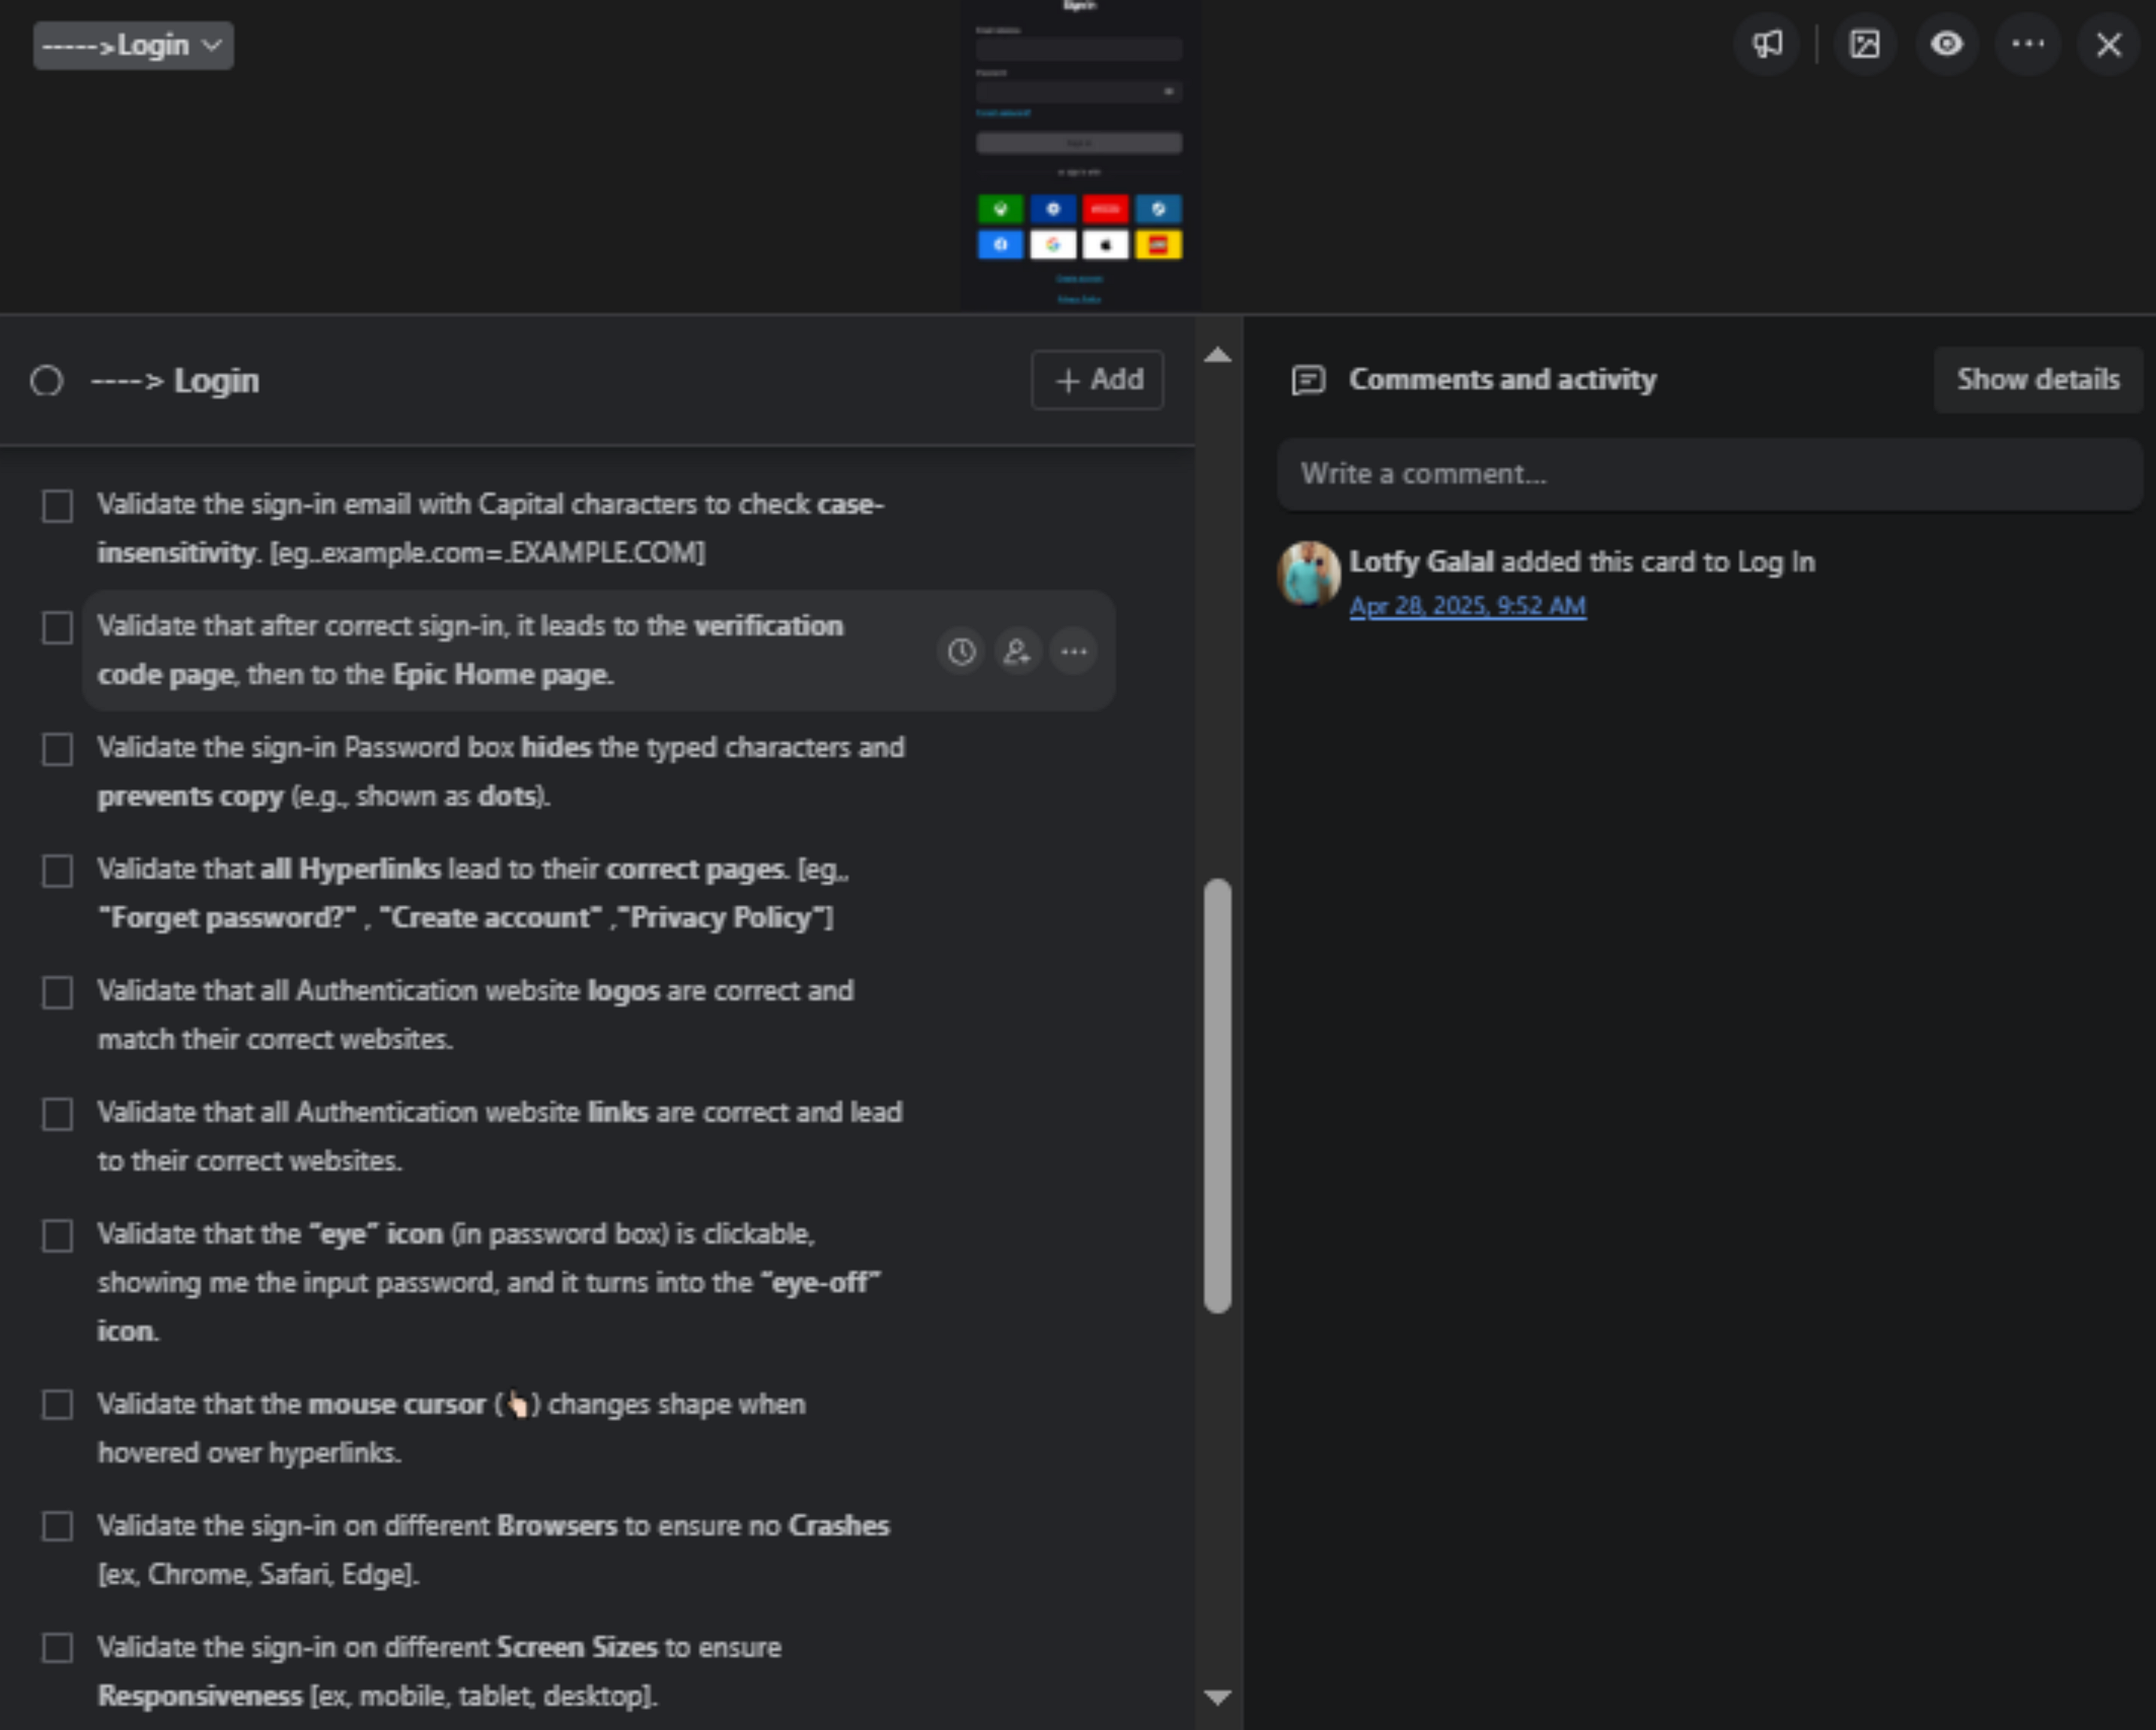 ----->Login
Sign In
----> Login
+ Add
Validate the sign-in email with Capital characters to check case-
insensitivity. [eg..example.com=.EXAMPLE.COM]
Validate that after correct sign-in, it leads to the verification
code page, then to the Epic Home page.
Validate the sign-in Password box hides the typed characters and
prevents copy (e.g., shown as dots).
Validate that all Hyperlinks lead to their correct pages. [eg,,
"Forget password?" , "Create account" ,"Privacy Policy"]
Validate that all Authentication website logos are correct and
match their correct websites.
Validate that all Authentication website links are correct and lead
to their correct websites.
Validate that the “eye” icon (in password box) is clickable,
showing me the input password, and it turns into the “eye-off”
icon.
Validate that the mouse cursor (👆) changes shape when
hovered over hyperlinks.
Validate the sign-in on different Browsers to ensure no Crashes
[ex, Chrome, Safari, Edge].
Validate the sign-in on different Screen Sizes to ensure
Responsiveness [ex, mobile, tablet, desktop].
Comments and activity
Show details
Write a comment...
Lotfy Galal added this card to Log In
Apr 28, 2025, 9:52 AM